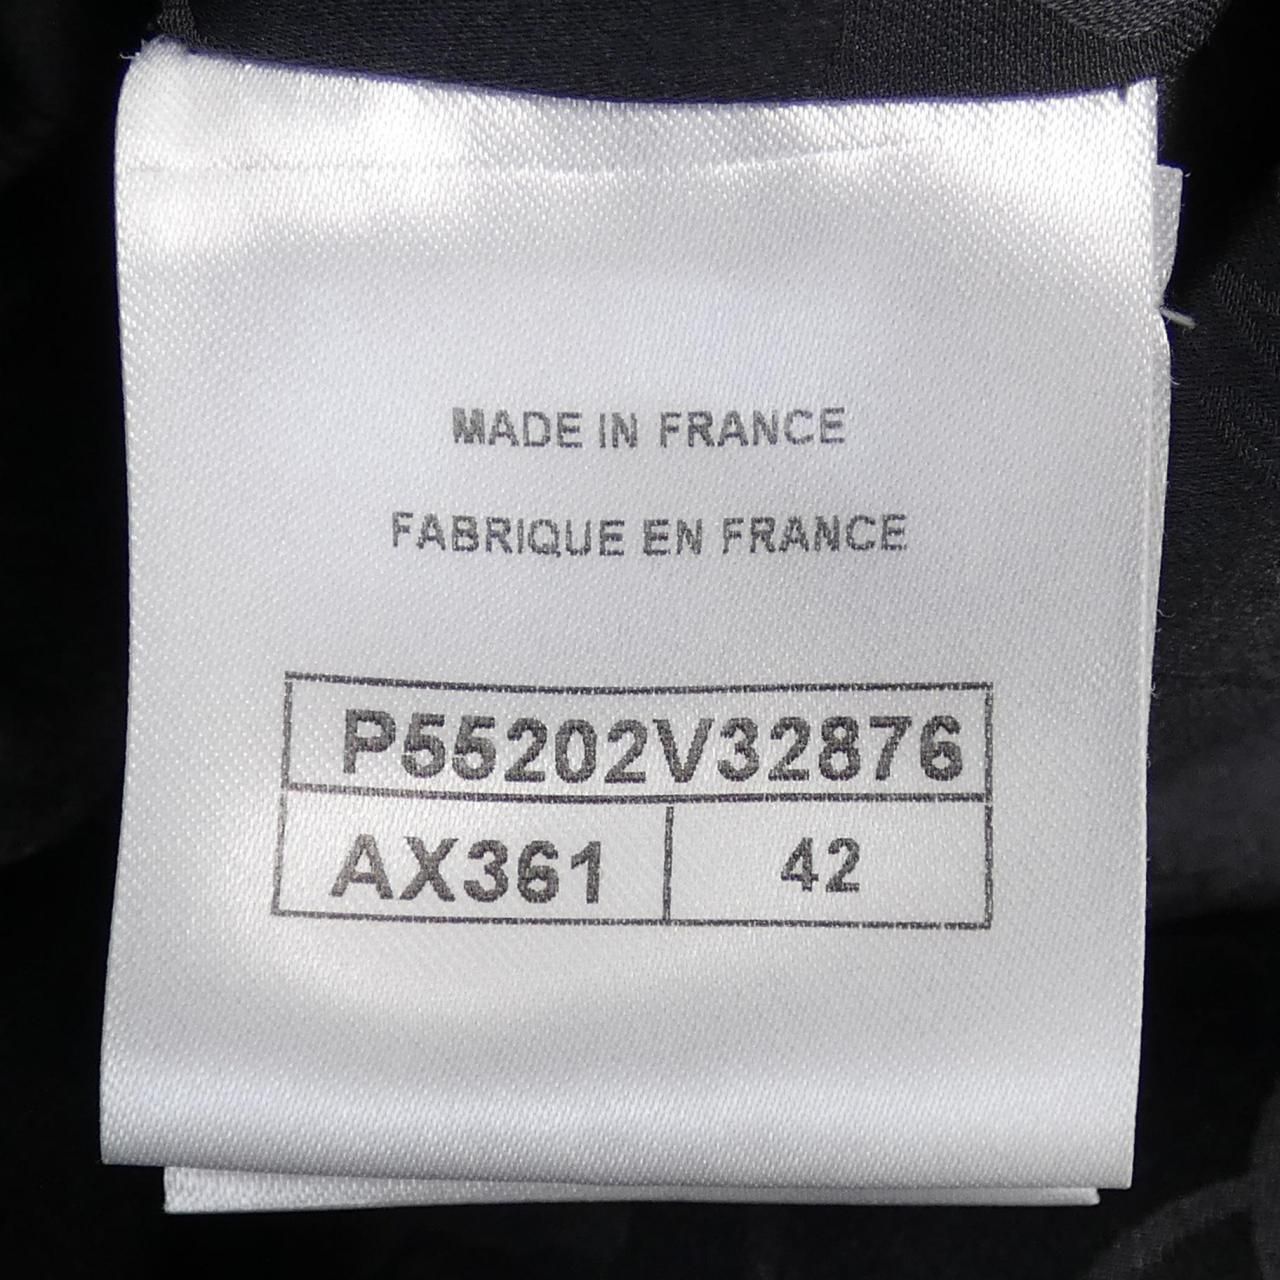 MADE IN FRANCE
FABRIQUE EN FRANCE
P55202V32876
AX361 42